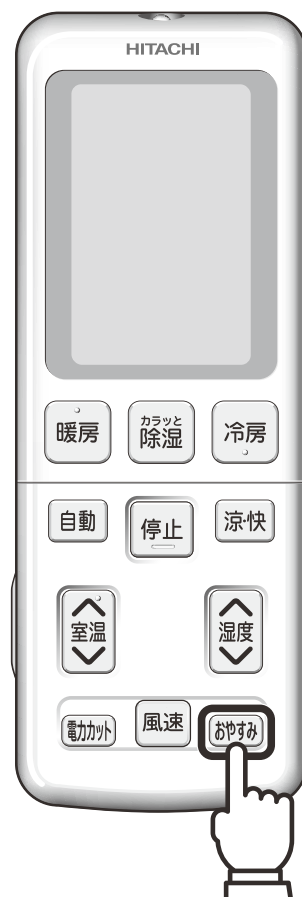 HITACHI
暖房
カラッと
除湿
冷房
自動
停止
涼・快
室温
湿度
電力カット
風速
おやすみ